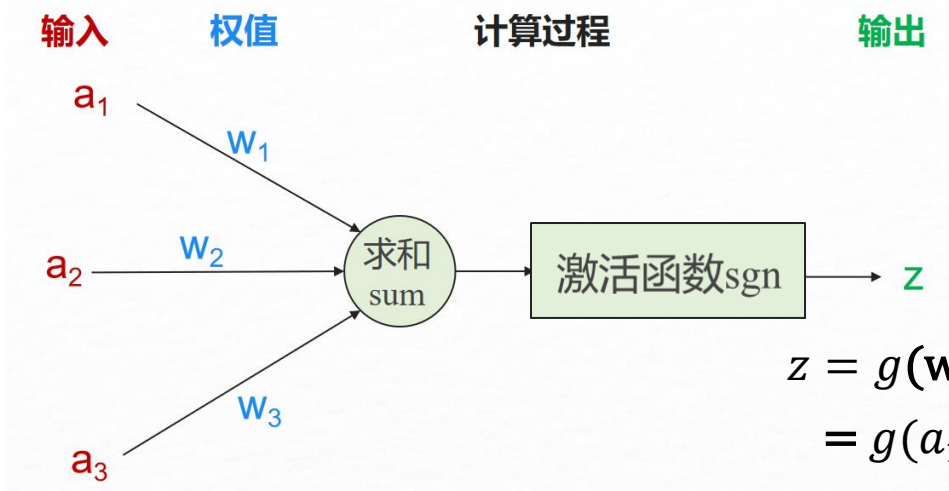 输入 权值 计算过程 输出
a₁
w₁
a₂ w₂ 求和 激活函数sgn z
sum
z = g(w
w₃
= g(a
a₃